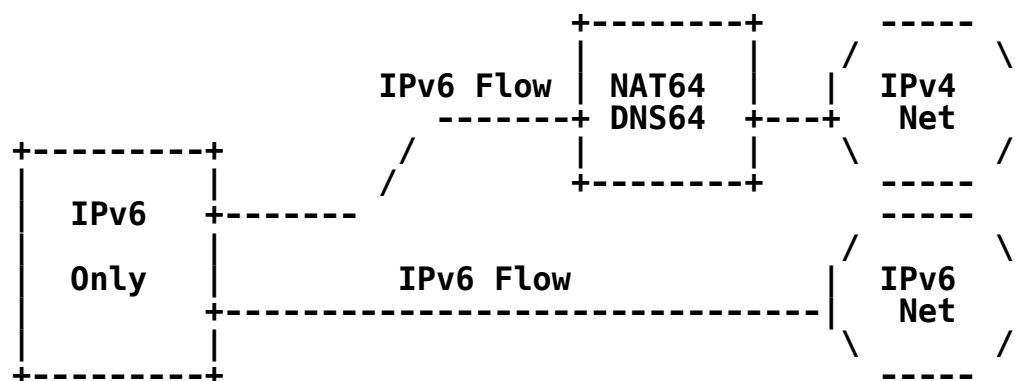 IPv6 Flow NAT64 IPv4
DNS64 Net
IPv6
Only IPv6 Flow IPv6
Net